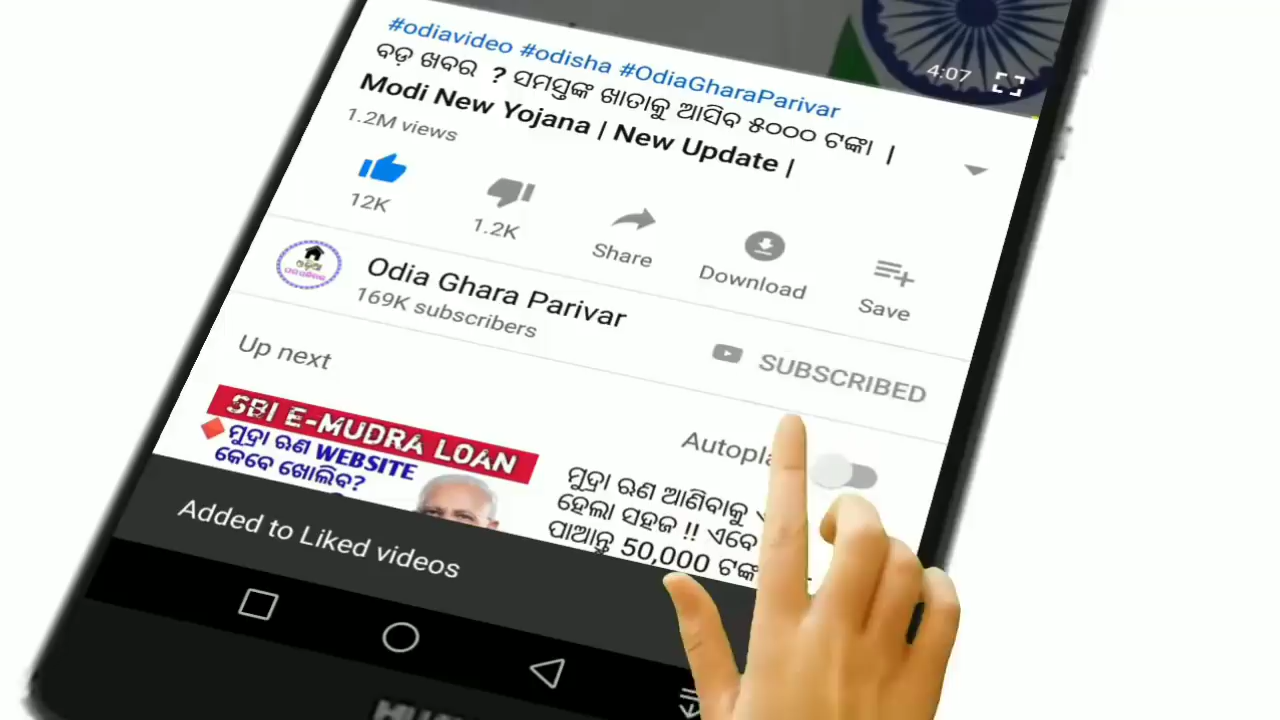 #odiavideo #odisha #OdiaGharaParivar
4:07
ବଡ଼ ଖବର ? ସମସ୍ତଙ୍କ ଖାତାକୁ ଆସିବ ୫୦୦୦ ଟଙ୍କା |
Modi New Yojana | New Update |
1.2M views
12K
1.2K
Share
Download
Save
Odia Ghara Parivar
169K subscribers
SUBSCRIBED
Up next
SBI E-MUDRA LOAN
ମୁଦ୍ରା ଋଣ WEBSITE
କେବେ ଖୋଲିବ?
ମୁଦ୍ରା ଋଣ ଆଣିବାକୁ
ହେଲା ସହଜ !! ଏବେ
ପାଆନ୍ତୁ 50,000
Added to Liked videos